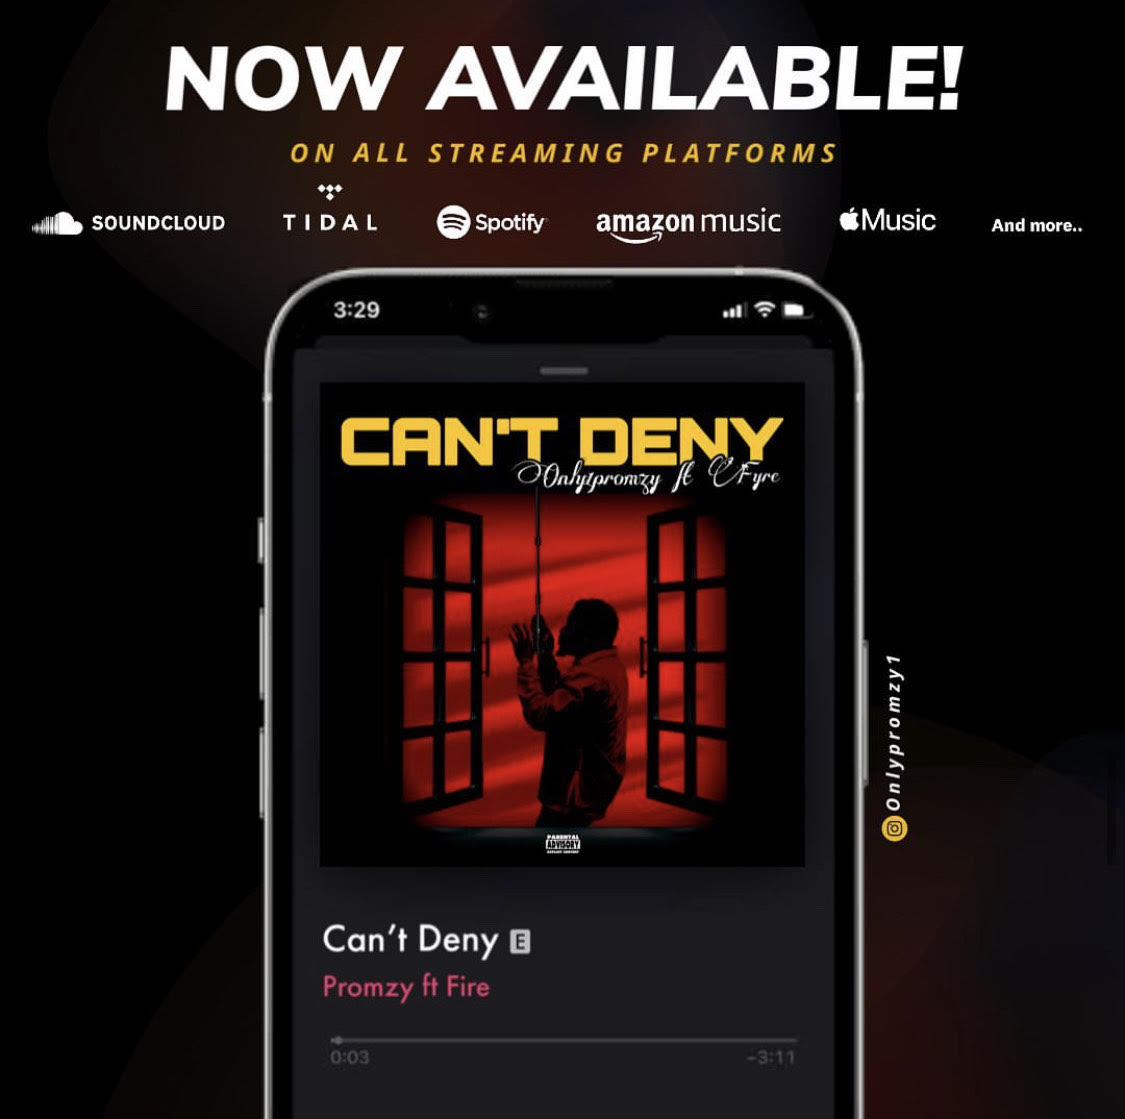 NOW AVAILABLE!
ON ALL STREAMING PLATFORMS
SOUNDCLOUD TIDAL Spotify amazon music Music And more..
3:29
CAN'T DENY
Onlyipromzy ft Fyre
@Onlypromzy1
PARENTAL
ADVISORY
EXPLICIT CONTENT
Can't Deny E
Promzy ft Fire
0:03 -3:11